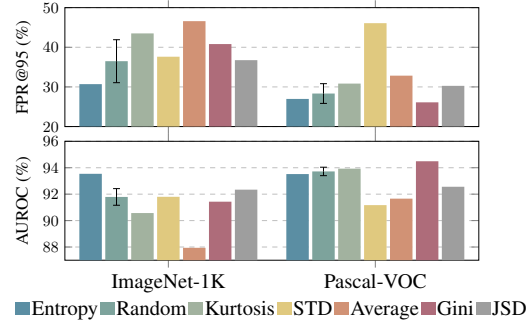 FPR@95 (%)
50
40
30
20
AUROC (%)
96
94
92
90
88
ImageNet-1K Pascal-VOC
Entropy Random Kurtosis STD Average Gini JSD